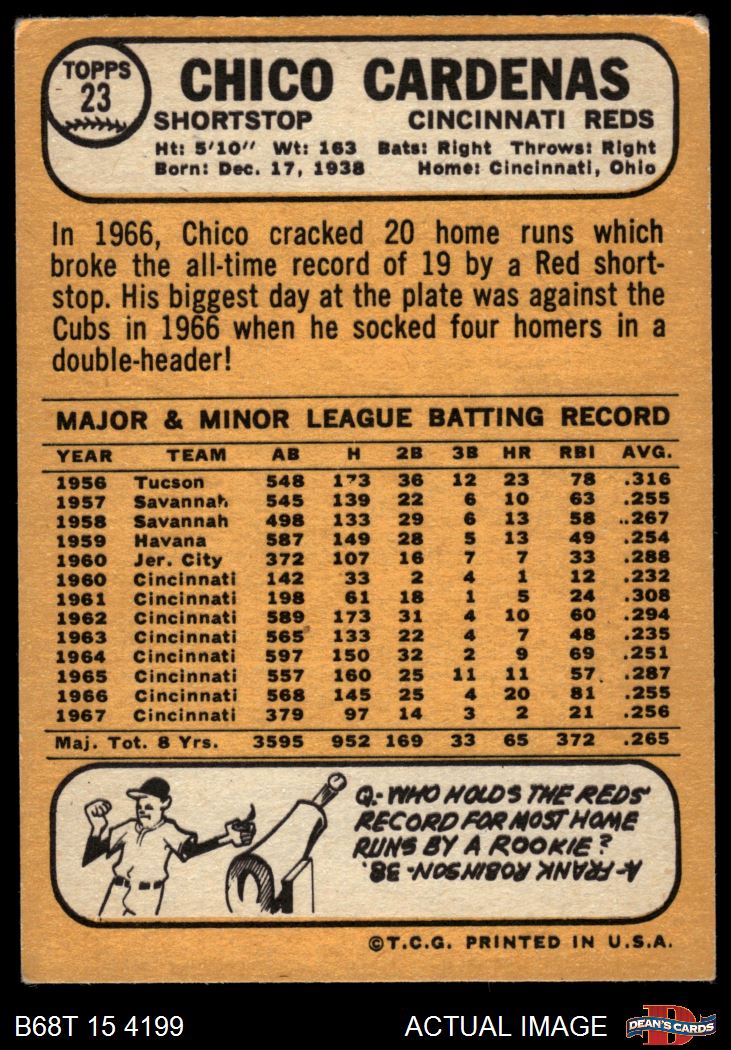 TOPPS
23
CHICO CARDENAS
SHORTSTOP CINCINNATI REDS
Ht: 5'10" Wt: 163 Bats: Right Throws: Right
Born: Dec. 17, 1938 Home: Cincinnati, Ohio
In 1966, Chico cracked 20 home runs which
broke the all-time record of 19 by a Red short-
stop. His biggest day at the plate was against the
Cubs in 1966 when he socked four homers in a
double-header!
MAJOR & MINOR LEAGUE BATTING RECORD
YEAR TEAM AB H 2B 3B HR RBI AVG.
1956 Tucson 548 173 36 12 23 78 .316
1957 Savannah 545 139 22 6 10 63 .255
1958 Savannah 498 133 29 6 13 58 .267
1959 Havana 587 149 28 5 13 49 .254
1960 Jer. City 372 107 16 7 7 33 .288
1960 Cincinnati 142 33 2 4 1 12 .232
1961 Cincinnati 198 61 18 1 5 24 .308
1962 Cincinnati 589 173 31 4 10 60 .294
1963 Cincinnati 565 133 22 4 7 48 .235
1964 Cincinnati 597 150 32 2 9 69 .251
1965 Cincinnati 557 160 25 11 11 57 .287
1966 Cincinnati 568 145 25 4 20 81 .255
1967 Cincinnati 379 97 14 3 2 21 .256
Maj. Tot. 8 Yrs. 3595 952 169 33 65 372 .265
Q.- WHO HOLDS THE REDS'
RECORD FOR MOST HOME
RUNS BY A ROOKIE?
A- FRANK ROBINSON- 38.
©T.C.G. PRINTED IN U.S.A.
B68T 15 4199 ACTUAL IMAGE
D
DEAN'S CARDS